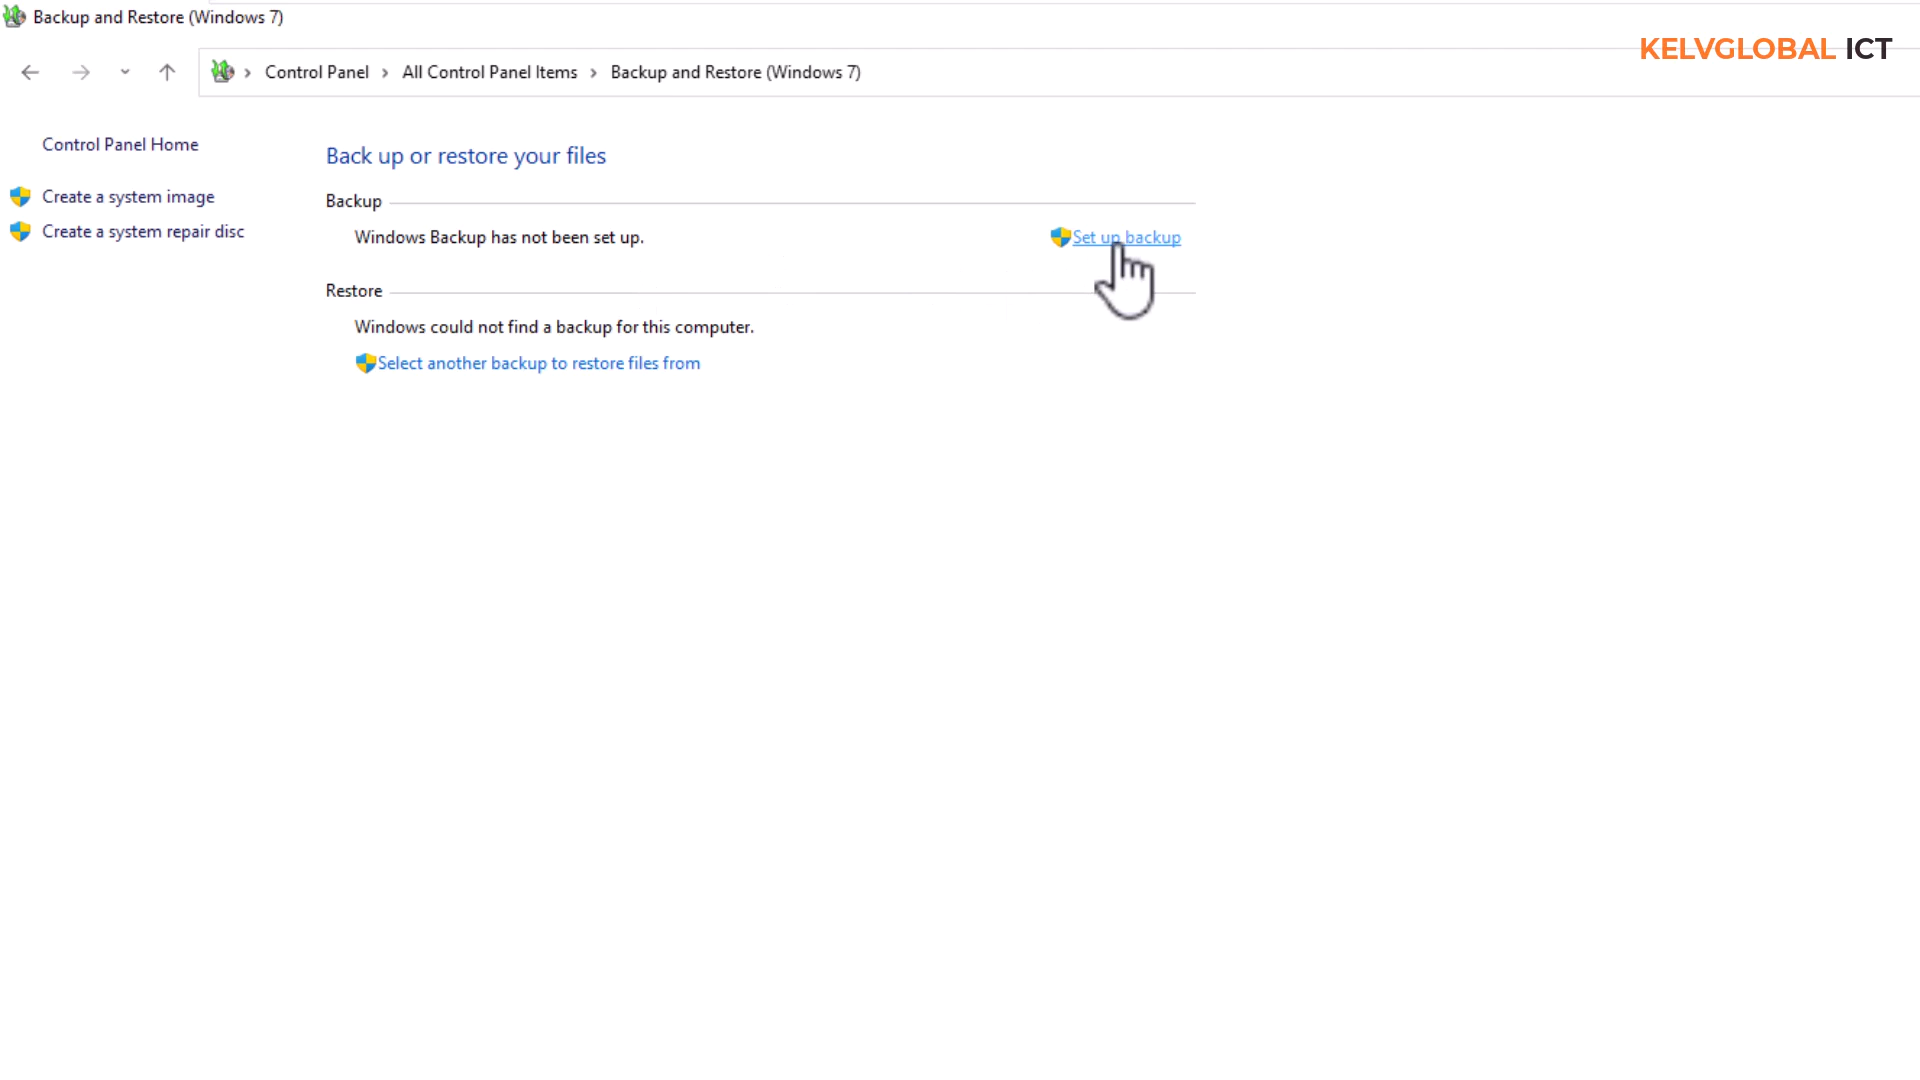 Backup and Restore (Windows 7)
KELVGLOBAL ICT
Control Panel > All Control Panel Items > Backup and Restore (Windows 7)
Control Panel Home
Create a system image
Create a system repair disc
Back up or restore your files
Backup
Windows Backup has not been set up.
Set up backup
Restore
Windows could not find a backup for this computer.
Select another backup to restore files from